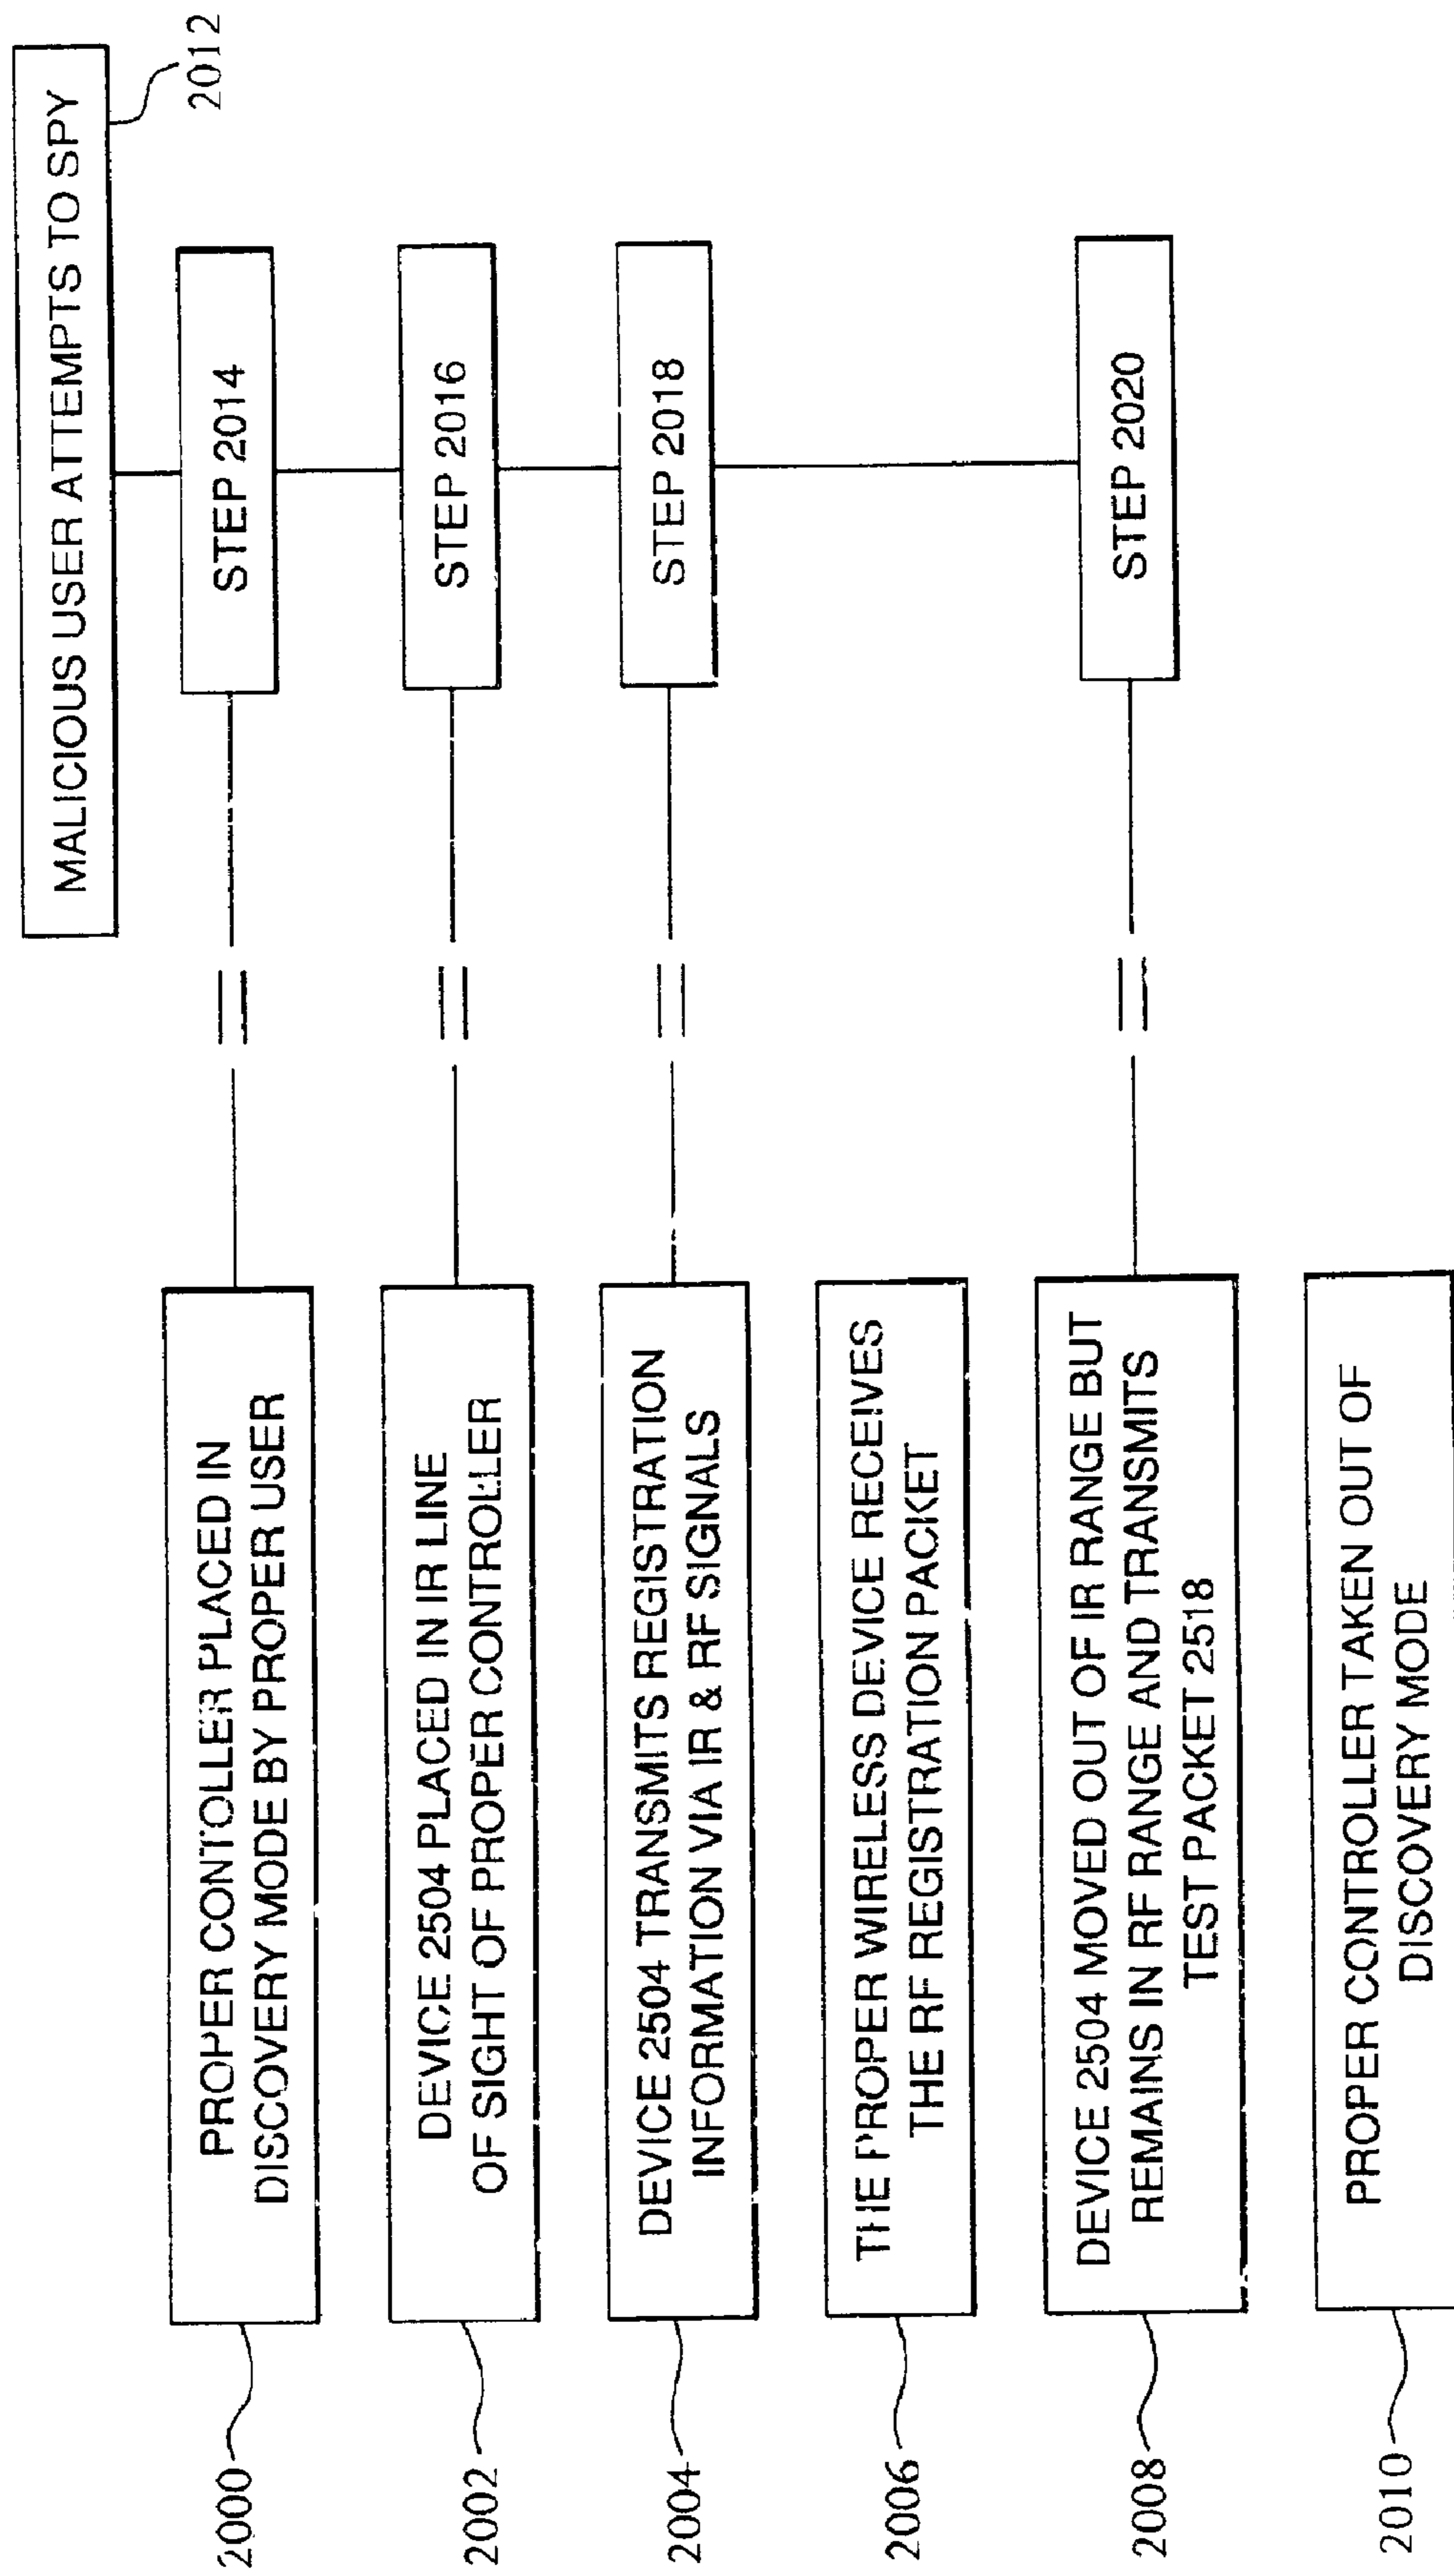 MALICIOUS USER ATTEMPTS TO SPY
2012
2000
PROPER CONTOLLER PLACED IN
DISCOVERY MODE BY PROPER USER
STEP 2014
2002
DEVICE 2504 PLACED IN IR LINE
OF SIGHT OF PROPER CONTROLLER
STEP 2016
2004
DEVICE 2504 TRANSMITS REGISTRATION
INFORMATION VIA IR & RF SIGNALS
STEP 2018
2006
THE PROPER WIRELESS DEVICE RECEIVES
THE RF REGISTRATION PACKET
2008
DEVICE 2504 MOVED OUT OF IR RANGE BUT
REMAINS IN RF RANGE AND TRANSMITS
TEST PACKET 2518
STEP 2020
2010
PROPER CONTROLLER TAKEN OUT OF
DISCOVERY MODE